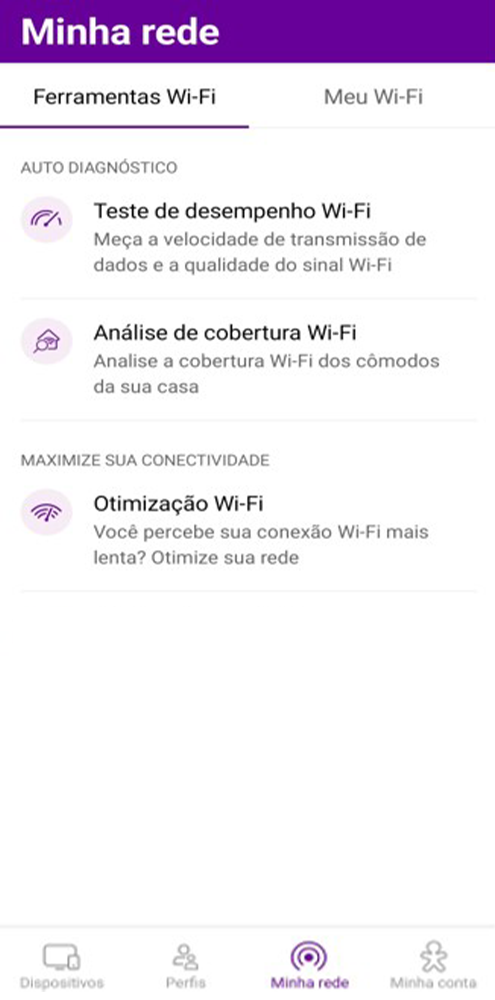 Minha rede
Ferramentas Wi-Fi
Meu Wi-Fi
AUTO DIAGNÓSTICO
Teste de desempenho Wi-Fi
Meça a velocidade de transmissão de
dados e a qualidade do sinal Wi-Fi
Análise de cobertura Wi-Fi
Analise a cobertura Wi-Fi dos cômodos
da sua casa
MAXIMIZE SUA CONECTIVIDADE
Otimização Wi-Fi
Você percebe sua conexão Wi-Fi mais
lenta? Otimize sua rede
Dispositivos
Perfis
Minha rede
Minha conta